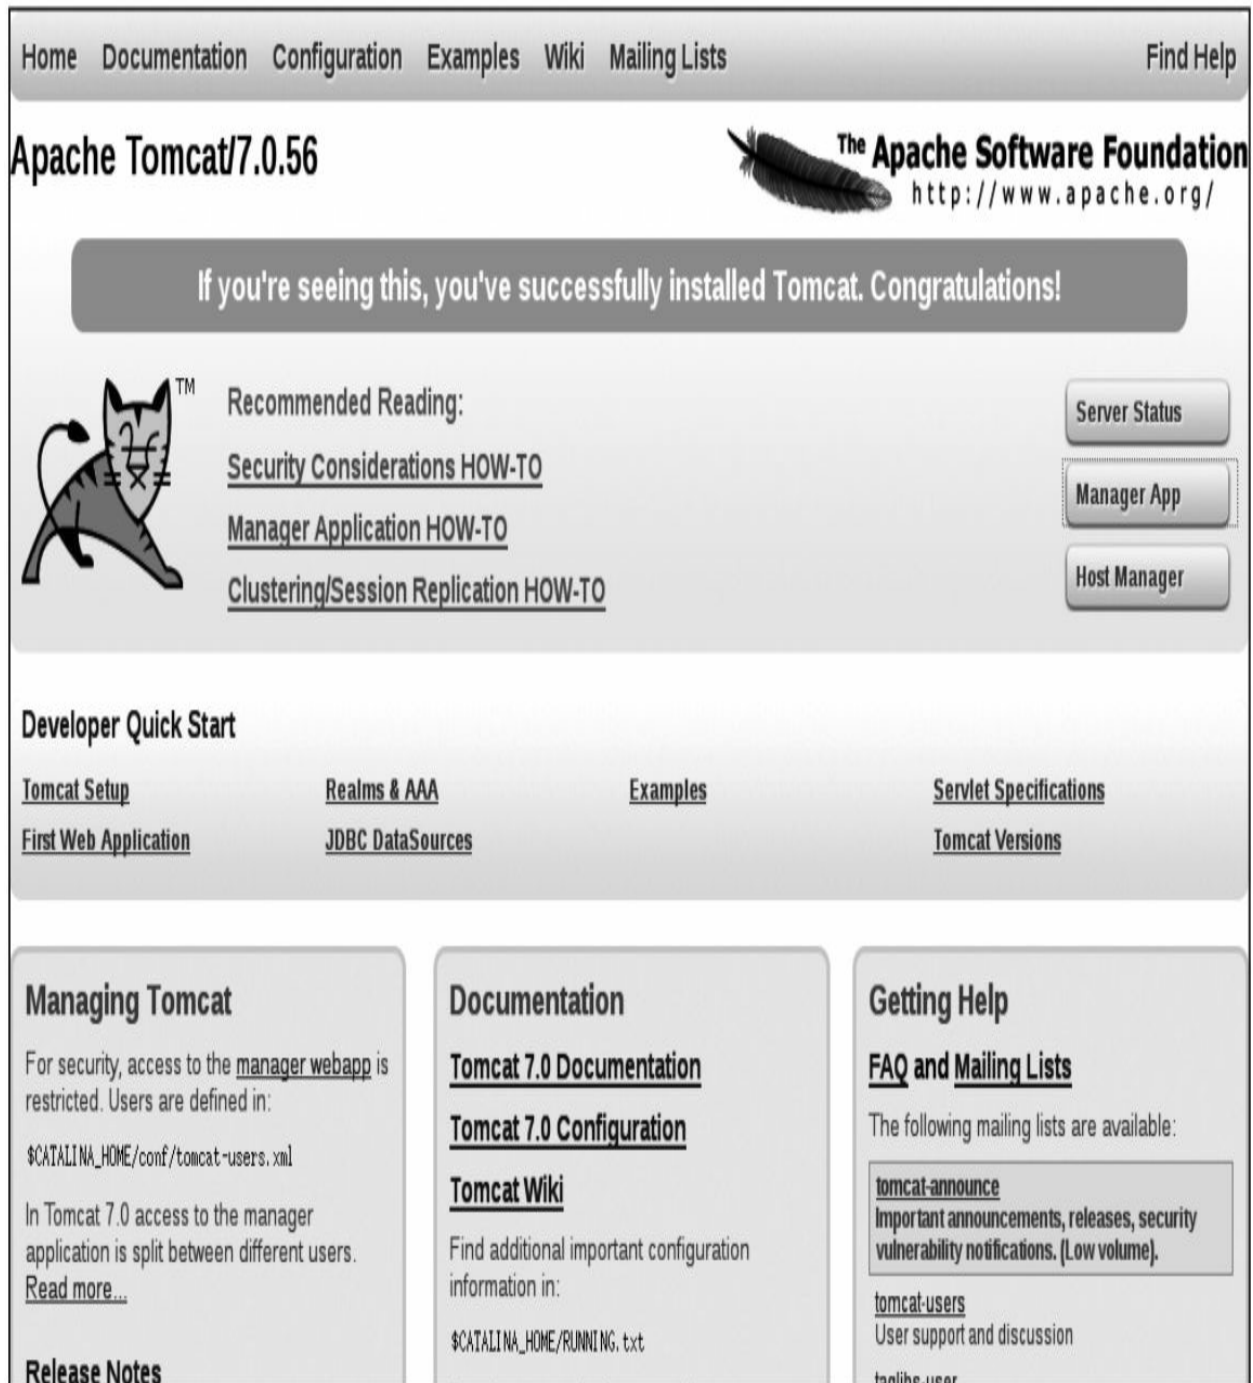 Home Documentation Configuration Examples Wiki Mailing Lists Find Help
Apache Tomcat/7.0.56
The Apache Software Foundation
http://www.apache.org/
If you're seeing this, you've successfully installed Tomcat. Congratulations!
TM
Recommended Reading:
Security Considerations HOW-TO
Manager Application HOW-TO
Clustering/Session Replication HOW-TO
Server Status
Manager App
Host Manager
Developer Quick Start
Tomcat Setup
First Web Application
Realms & AAA
JDBC DataSources
Examples
Servlet Specifications
Tomcat Versions
Managing Tomcat
For security, access to the manager webapp is
restricted. Users are defined in:
$CATALINA_HOME/conf/tomcat-users.xml
In Tomcat 7.0 access to the manager
application is split between different users.
Read more...
Release Notes
Documentation
Tomcat 7.0 Documentation
Tomcat 7.0 Configuration
Tomcat Wiki
Find additional important configuration
information in:
$CATALINA_HOME/RUNNING.txt
Getting Help
FAQ and Mailing Lists
The following mailing lists are available:
tomcat-announce
Important announcements, releases, security
vulnerability notifications. (Low volume).
tomcat-users
User support and discussion
taglibs-user